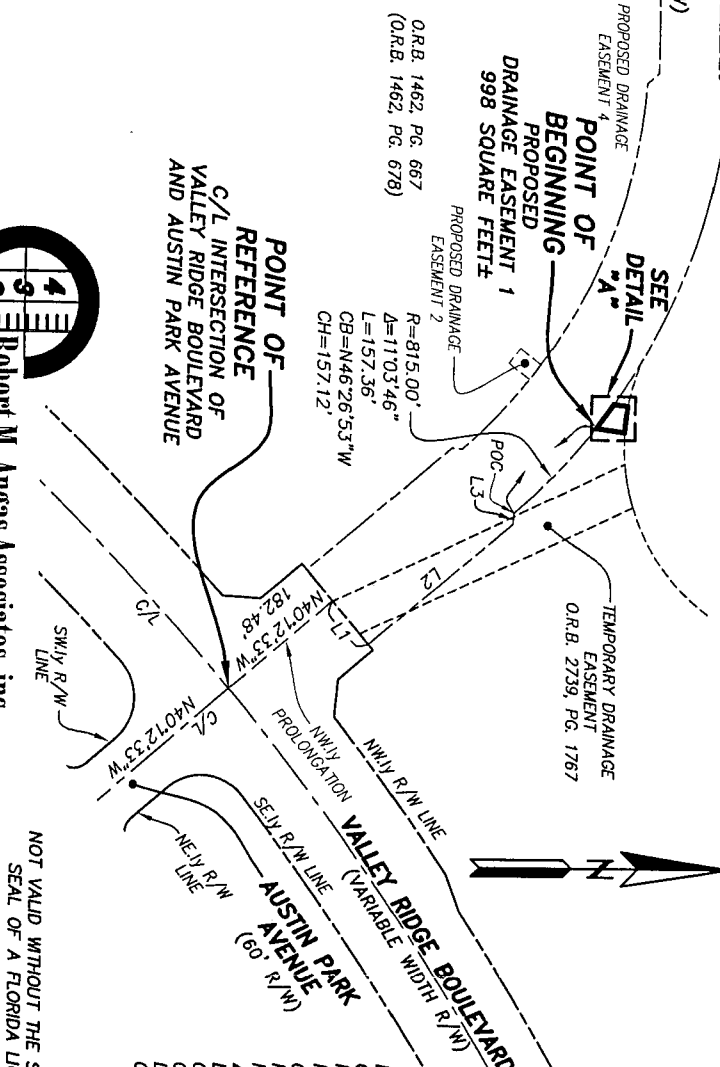 PROPOSED DRAINAGE
EASEMENT 4
POINT OF
BEGINNING
PROPOSED
DRAINAGE EASEMENT 1
998 SQUARE FEET±
SEE
DETAIL
"A"
O.R.B. 1462, PG. 667
(O.R.B. 1462, PG. 678)
PROPOSED DRAINAGE
EASEMENT 2
R=815.00'
Δ=11°03'46"
L=157.36'
CB=N46°26'53"W
CH=157.12'
POC
L3
L2
L1
TEMPORARY DRAINAGE
EASEMENT
O.R.B. 2739, PG. 1767
POINT OF
REFERENCE
C/L INTERSECTION OF
VALLEY RIDGE BOULEVARD
AND AUSTIN PARK AVENUE
N40°12'33"W
182.48'
C/L
C/L
N40°12'33"W
NW.ly
PROLONGATION
NW.ly R/W LINE
VALLEY RIDGE BOULEVARD
(VARIABLE WIDTH R/W)
SE.ly R/W LINE
NE.ly R/W
LINE
SW.ly R/W
LINE
AUSTIN PARK
AVENUE
(60' R/W)
N
4
3
Robert M. Angas Associates, inc.
NOT VALID WITHOUT THE S
SEAL OF A FLORIDA LI